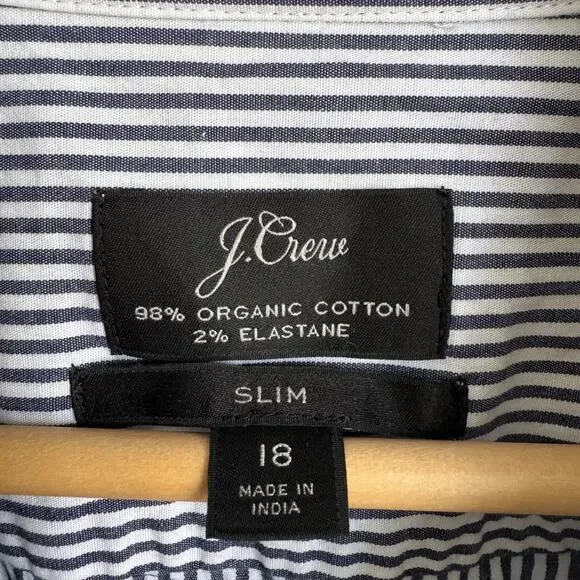 J.Crew
98% ORGANIC COTTON
2% ELASTANE
SLIM
18
MADE IN
INDIA